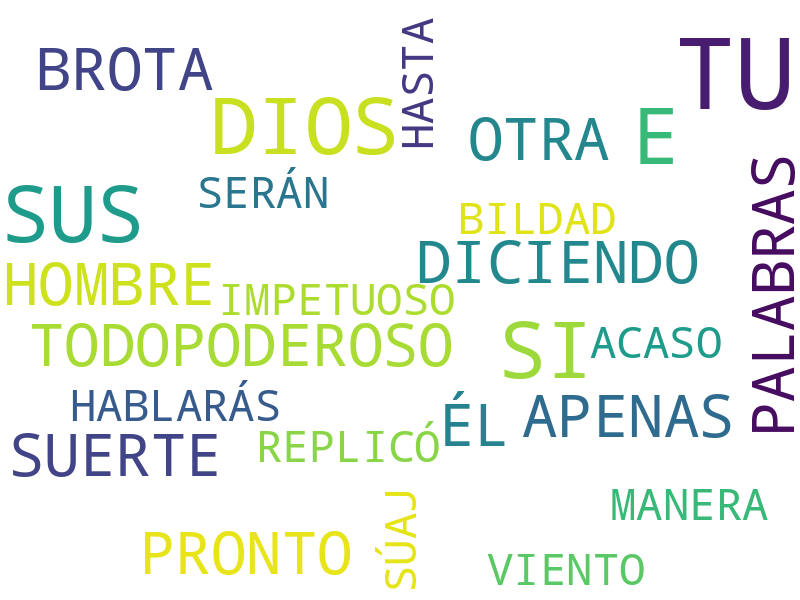 BROTA
HASTA
TU
DIOS
OTRA
E
SUS
SERÁN
BILDAD
PALABRAS
DICIENDO
HOMBRE
IMPETUOSO
TODOPODEROSO
SI
ACASO
HABLARÁS
ÉL
APENAS
SUERTE
REPLICÓ
SÚAJ
MANERA
PRONTO
VIENTO